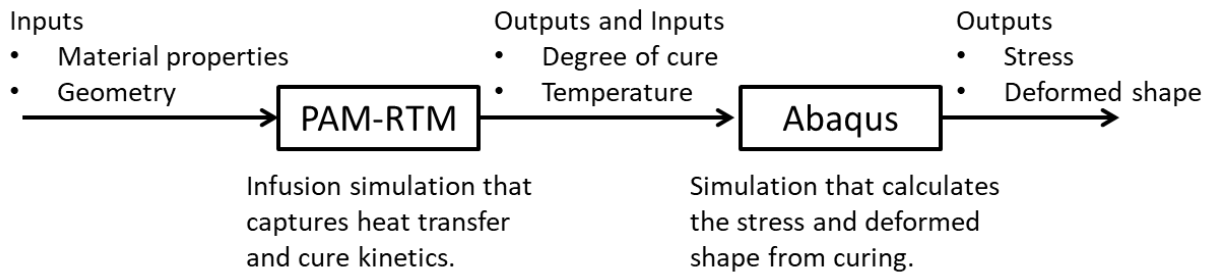 Inputs
• Material properties
• Geometry
PAM-RTM
Infusion simulation that
captures heat transfer
and cure kinetics.
Outputs and Inputs
• Degree of cure
• Temperature
Abaqus
Simulation that calculates
the stress and deformed
shape from curing.
Outputs
• Stress
• Deformed shape